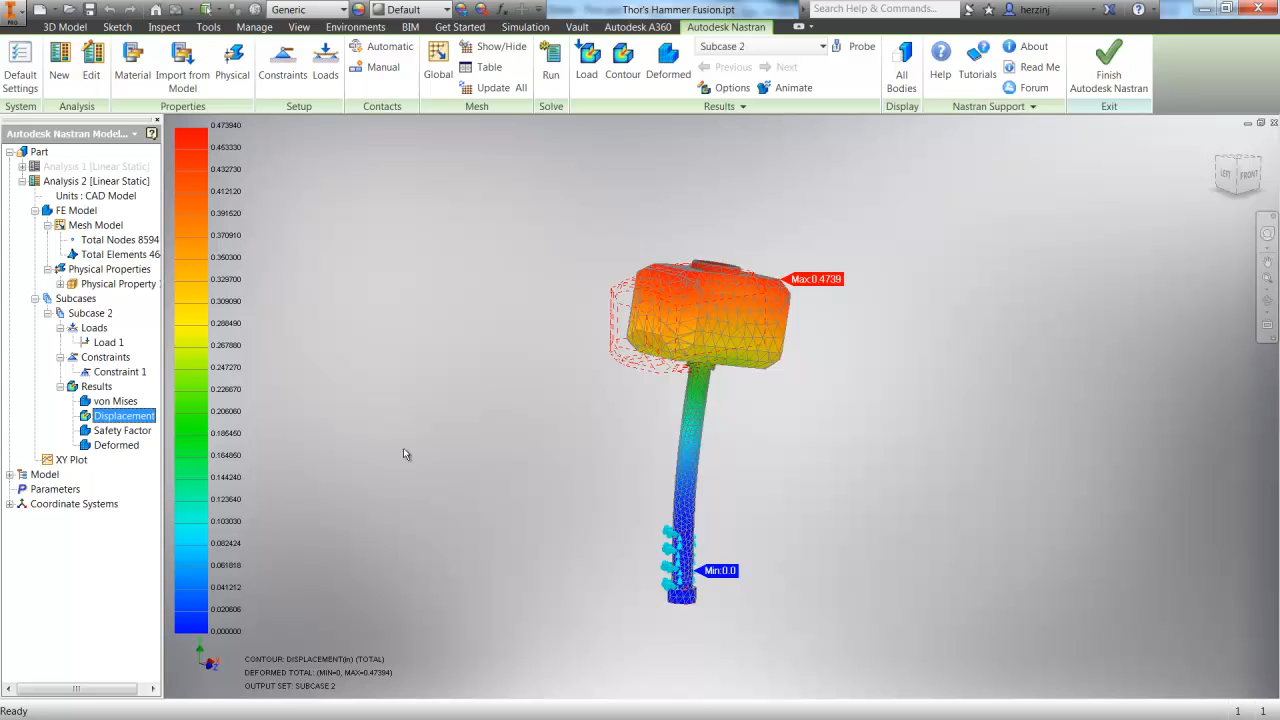 PRO
Generic
Default
Thor's Hammer Fusion.ipt
Search Help & Commands...
herzinj
3D Model Sketch Inspect Tools Manage View Environments BIM Get Started Simulation Vault Autodesk A360 Autodesk Nastran
Default Settings
System
New
Edit
Analysis
Material
Import from Model
Physical
Properties
Constraints
Loads
Setup
Automatic
Manual
Contacts
Global
Show/Hide
Table
Update All
Mesh
Run
Solve
Load
Contour
Deformed
Subcase 2
Probe
Previous
Next
Options
Animate
Results
All Bodies
Display
Help
Tutorials
About
Read Me
Forum
Nastran Support
Finish Autodesk Nastran
Exit
Autodesk Nastran Model...
Part
Analysis 1 [Linear Static]
Analysis 2 [Linear Static]
Units : CAD Model
FE Model
Mesh Model
Total Nodes 8594
Total Elements 46
Physical Properties
Physical Property
Subcases
Subcase 2
Loads
Load 1
Constraints
Constraint 1
Results
von Mises
Displacement
Safety Factor
Deformed
XY Plot
Model
Parameters
Coordinate Systems
0.473940
0.453330
0.432730
0.412120
0.391520
0.370910
0.350310
0.329700
0.309090
0.288490
0.267880
0.247270
0.226670
0.206060
0.185460
0.164850
0.144240
0.123640
0.103030
0.082424
0.061818
0.041212
0.020606
0.000000
Max:0.4739
Min:0.0
LEFT FRONT
CONTOUR: DISPLACEMENT(in) (TOTAL)
DEFORMED TOTAL: (MIN=0, MAX=0.47394)
OUTPUT SET: SUBCASE 2
Ready
1 1